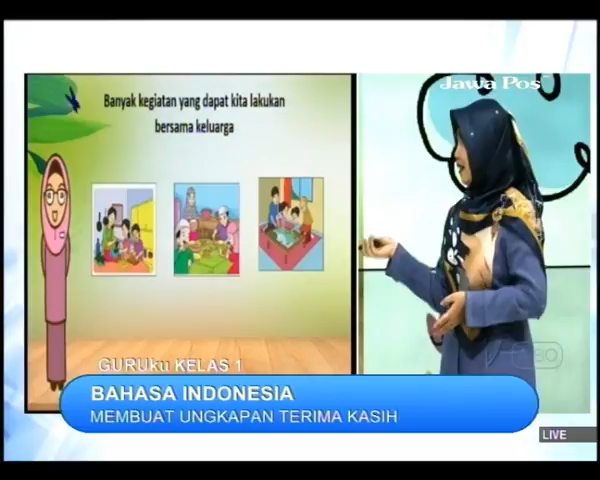 Jawa Pos
Banyak kegiatan yang dapat kita lakukan
bersama keluarga
GURUku KELAS 1
BAHASA INDONESIA
MEMBUAT UNGKAPAN TERIMA KASIH
LIVE